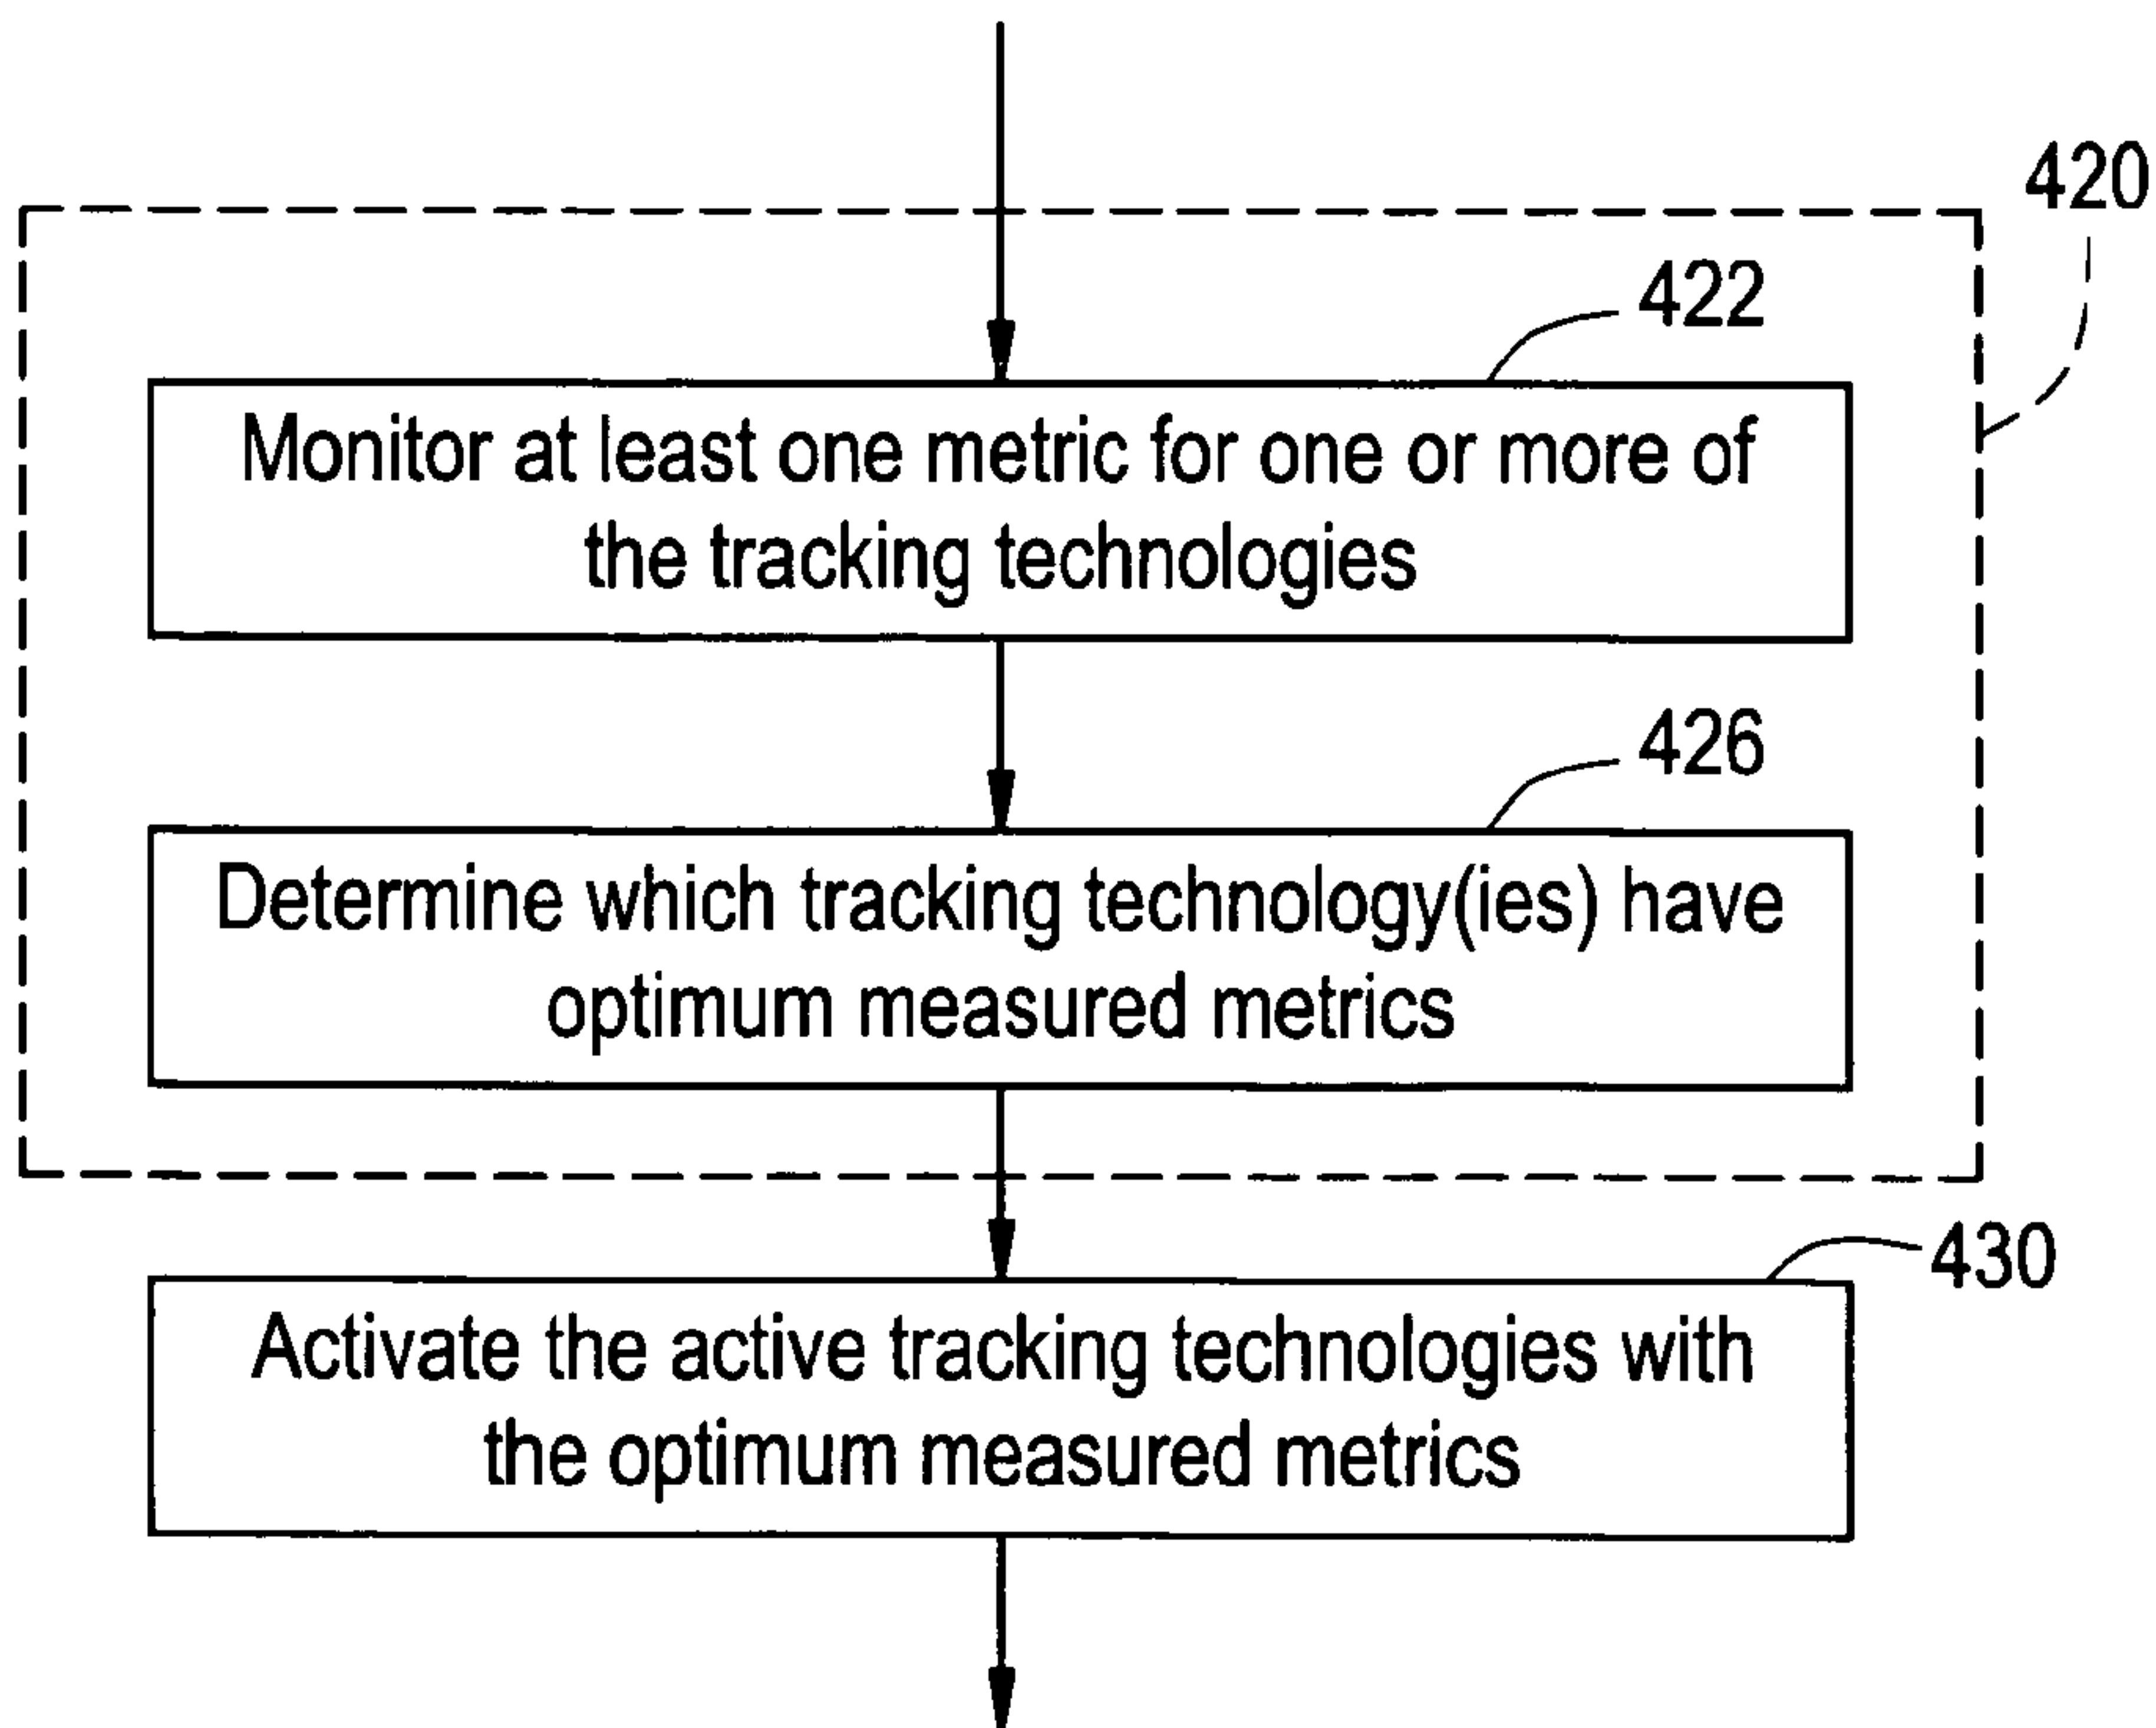 420
422
Monitor at least one metric for one or more of
the tracking technologies
426
Determine which tracking technology(ies) have
optimum measured metrics
430
Activate the active tracking technologies with
the optimum measured metrics